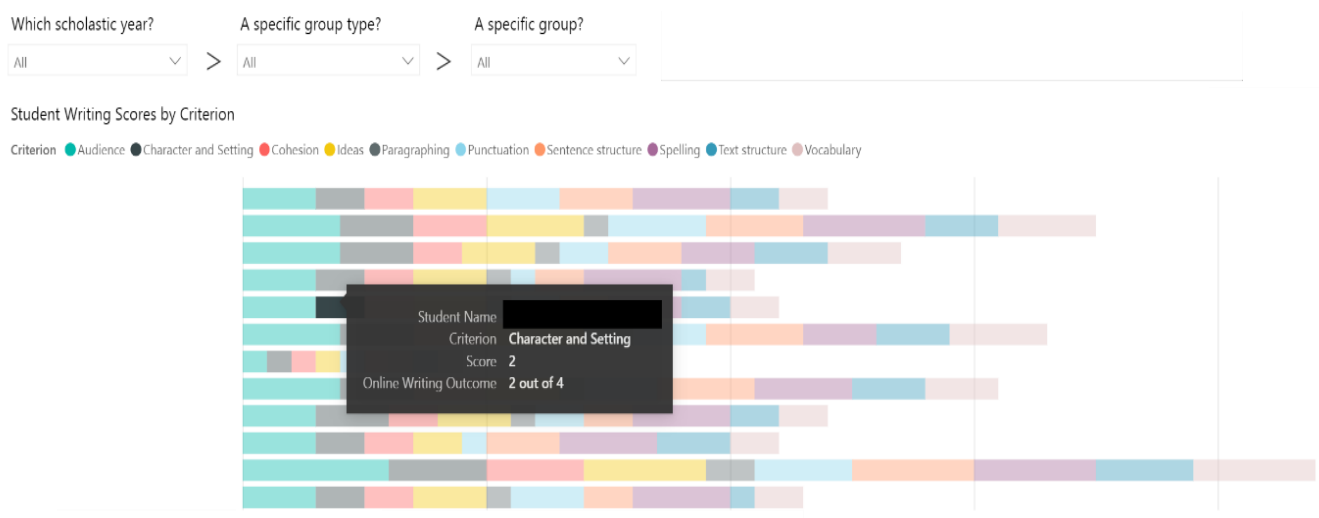 Which scholastic year? A specific group type? A specific group?
All > All > All
Student Writing Scores by Criterion
Criterion Audience Character and Setting Cohesion Ideas Paragraphing Punctuation Sentence structure Spelling Text structure Vocabulary
Student Name
Criterion Character and Setting
Score 2
Online Writing Outcome 2 out of 4